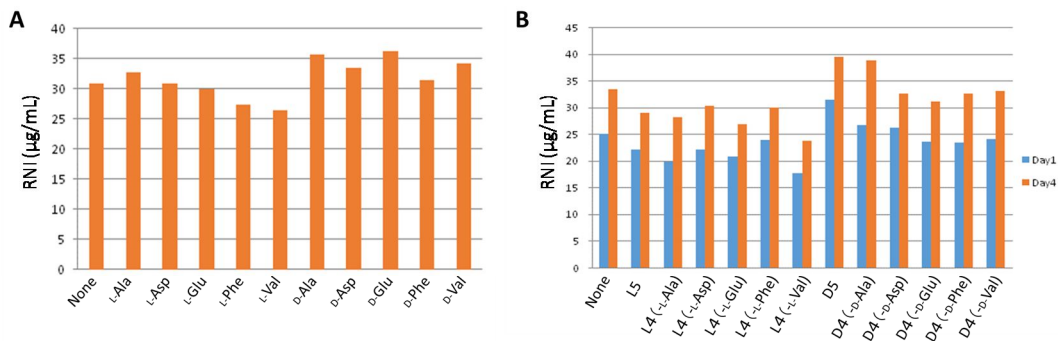 A
RNI (µg/mL)
40
35
30
25
20
15
10
5
0
None
L-Ala
L-Asp
L-Glu
L-Phe
L-Val
D-Ala
D-Asp
D-Glu
D-Phe
D-Val
B
RNI (µg/mL)
45
40
35
30
25
20
15
10
5
0
None
L5
L4 (-L-Ala)
L4 (-L-Asp)
L4 (-L-Glu)
L4 (-L-Phe)
L4 (-L-Val)
D5
D4 (-D-Ala)
D4 (-D-Asp)
D4 (-D-Glu)
D4 (-D-Phe)
D4 (-D-Val)
Day1
Day4